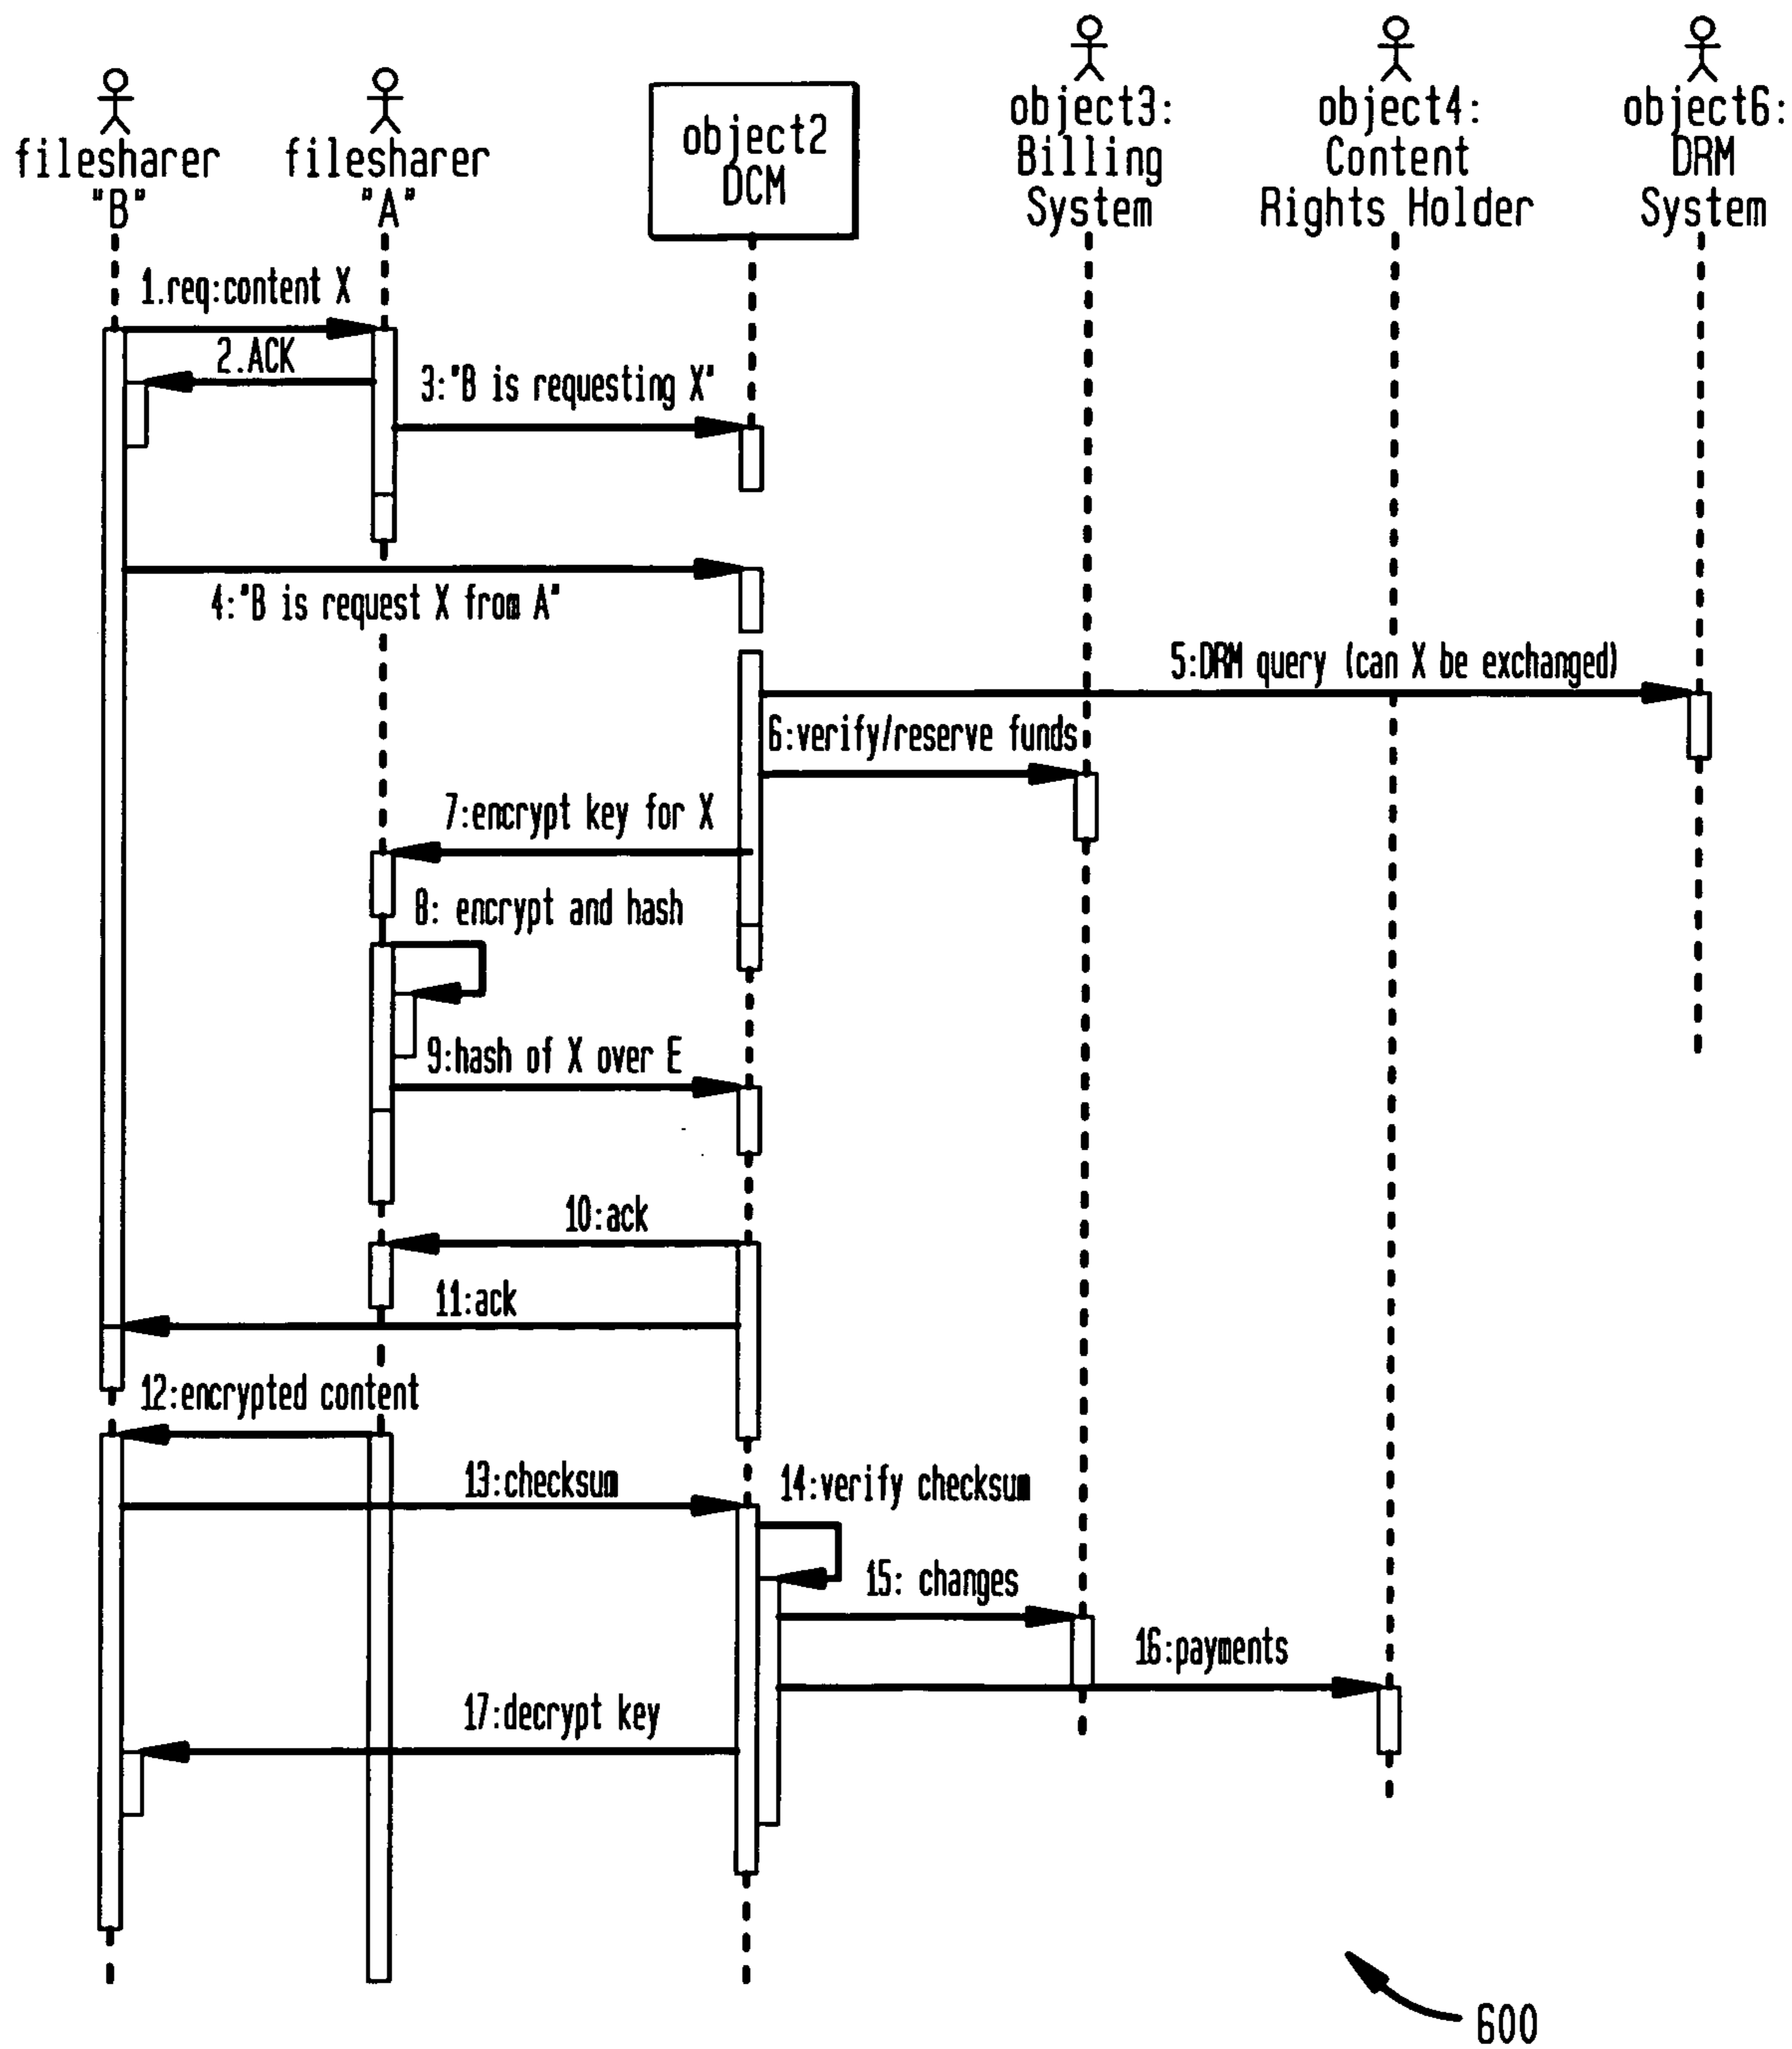 filesharer
"B"
filesharer
"A"
object2
DCM
object3:
Billing
System
object4:
Content
Rights Holder
object6:
DRM
System
1.req:content X
2.ACK
3:"B is requesting X"
4:"B is request X from A"
5:DRM query (can X be exchanged)
6:verify/reserve funds
7:encrypt key for X
8: encrypt and hash
9:hash of X over E
10:ack
11:ack
12:encrypted content
13:checksum
14:verify checksum
15: changes
16:payments
17:decrypt key
600